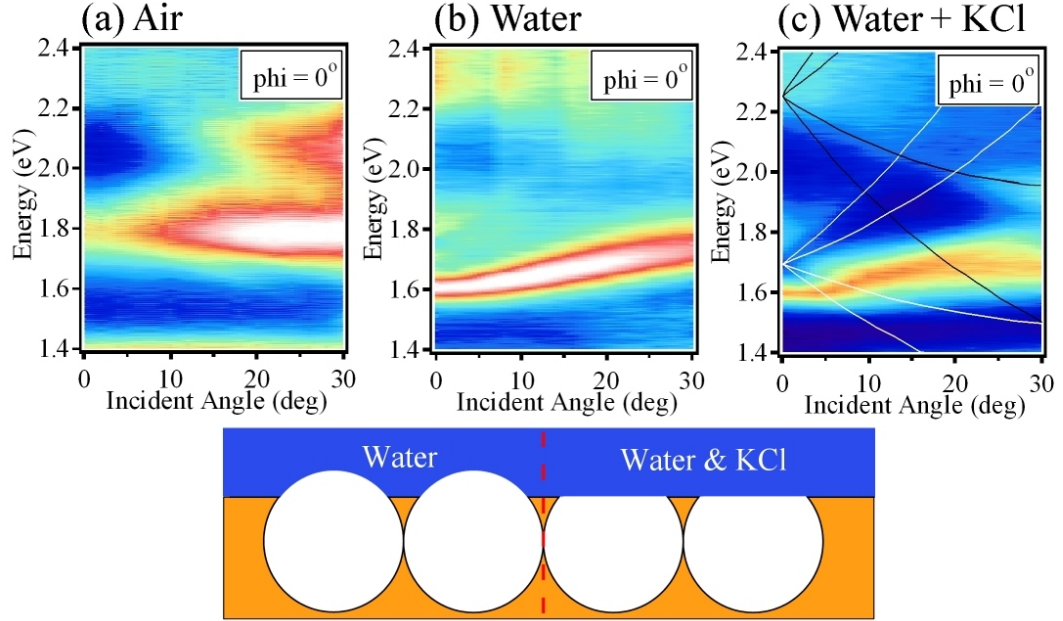 (a) Air
(b) Water
(c) Water + KCl
2.4
2.2
2.0
1.8
1.6
1.4
Energy (eV)
phi = 0°
0
10
20
30
Incident Angle (deg)
2.4
2.2
2.0
1.8
1.6
1.4
Energy (eV)
phi = 0°
0
10
20
30
Incident Angle (deg)
2.4
2.2
2.0
1.8
1.6
1.4
Energy (eV)
phi = 0°
0
10
20
30
Incident Angle (deg)
Water
Water & KCl